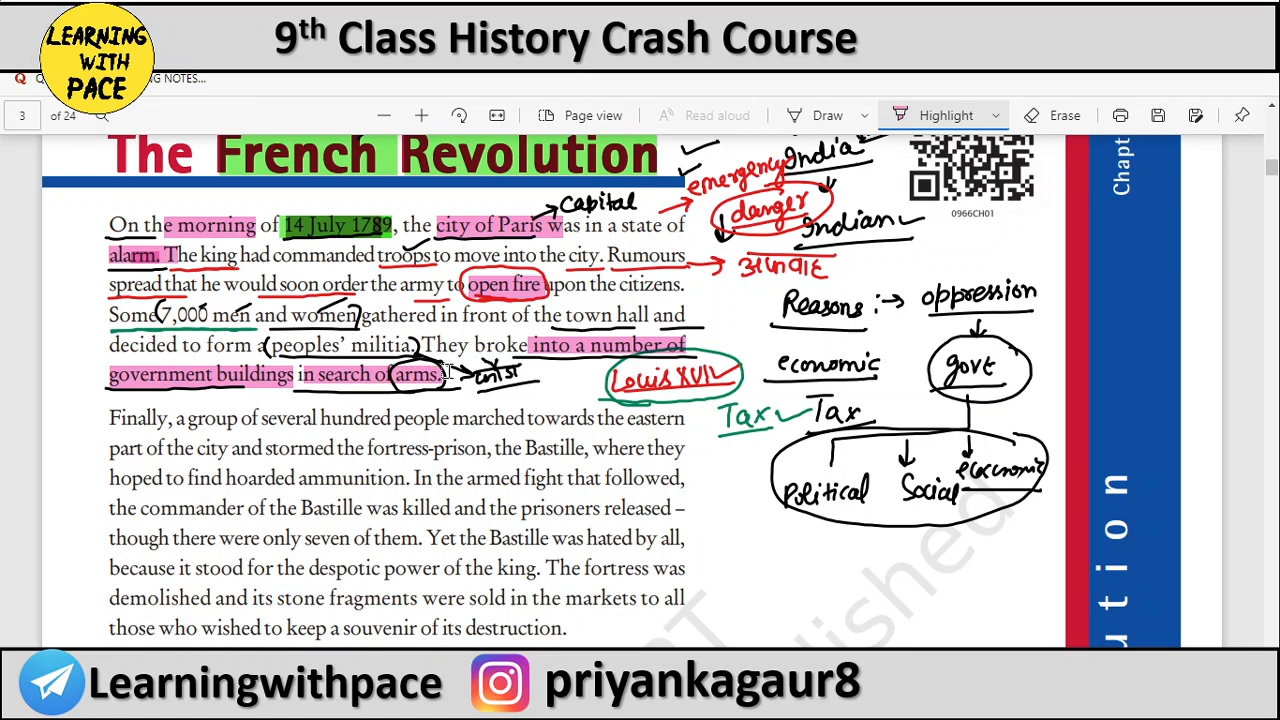 LEARNING
WITH
PACE
9th Class History Crash Course
NG NOTES...
3 of 24
Page view
Read aloud
Draw
Highlight
Erase
The French Revolution
India
emergency
danger
Indian
0966CH01
Chapt
Capital
On the morning of 14 July 1789, the city of Paris was in a state of
alarm. The king had commanded troops to move into the city. Rumours
अफवाह
spread that he would soon order the army to open fire upon the citizens.
Some 7,000 men and women gathered in front of the town hall and
decided to form a peoples' militia. They broke into a number of
government buildings in search of arms.
Reasons :→ oppression
economic
govt
Louis XVI
Tax Tax
Political Social economic
Finally, a group of several hundred people marched towards the eastern
part of the city and stormed the fortress-prison, the Bastille, where they
hoped to find hoarded ammunition. In the armed fight that followed,
the commander of the Bastille was killed and the prisoners released –
though there were only seven of them. Yet the Bastille was hated by all,
because it stood for the despotic power of the king. The fortress was
demolished and its stone fragments were sold in the markets to all
those who wished to keep a souvenir of its destruction.
ution
Learningwithpace
priyankagaur8